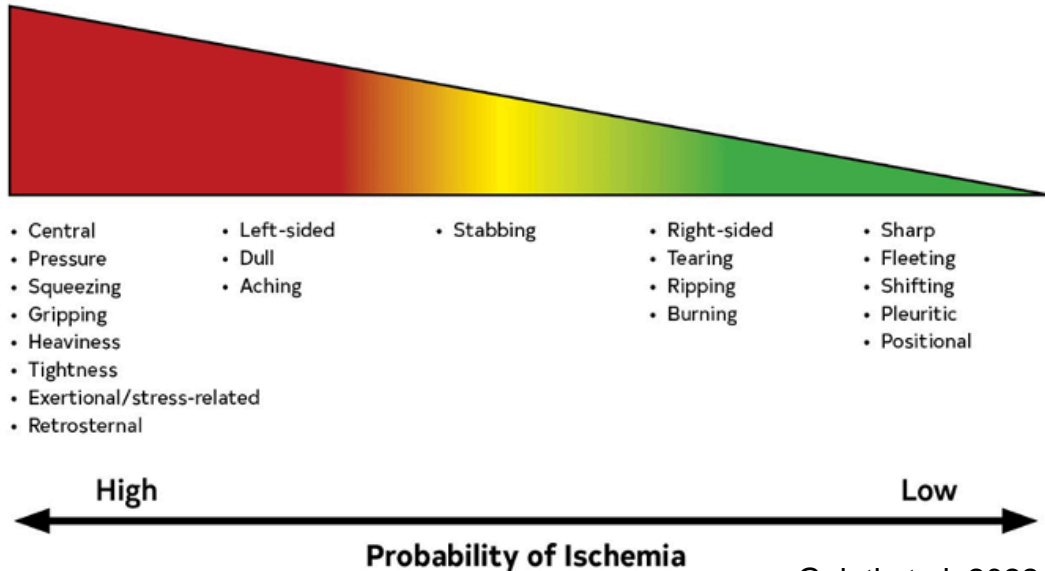 • Central
• Pressure
• Squeezing
• Gripping
• Heaviness
• Tightness
• Exertional/stress-related
• Retrosternal
• Left-sided
• Dull
• Aching
• Stabbing
• Right-sided
• Tearing
• Ripping
• Burning
• Sharp
• Fleeting
• Shifting
• Pleuritic
• Positional
High
Low
Probability of Ischemia